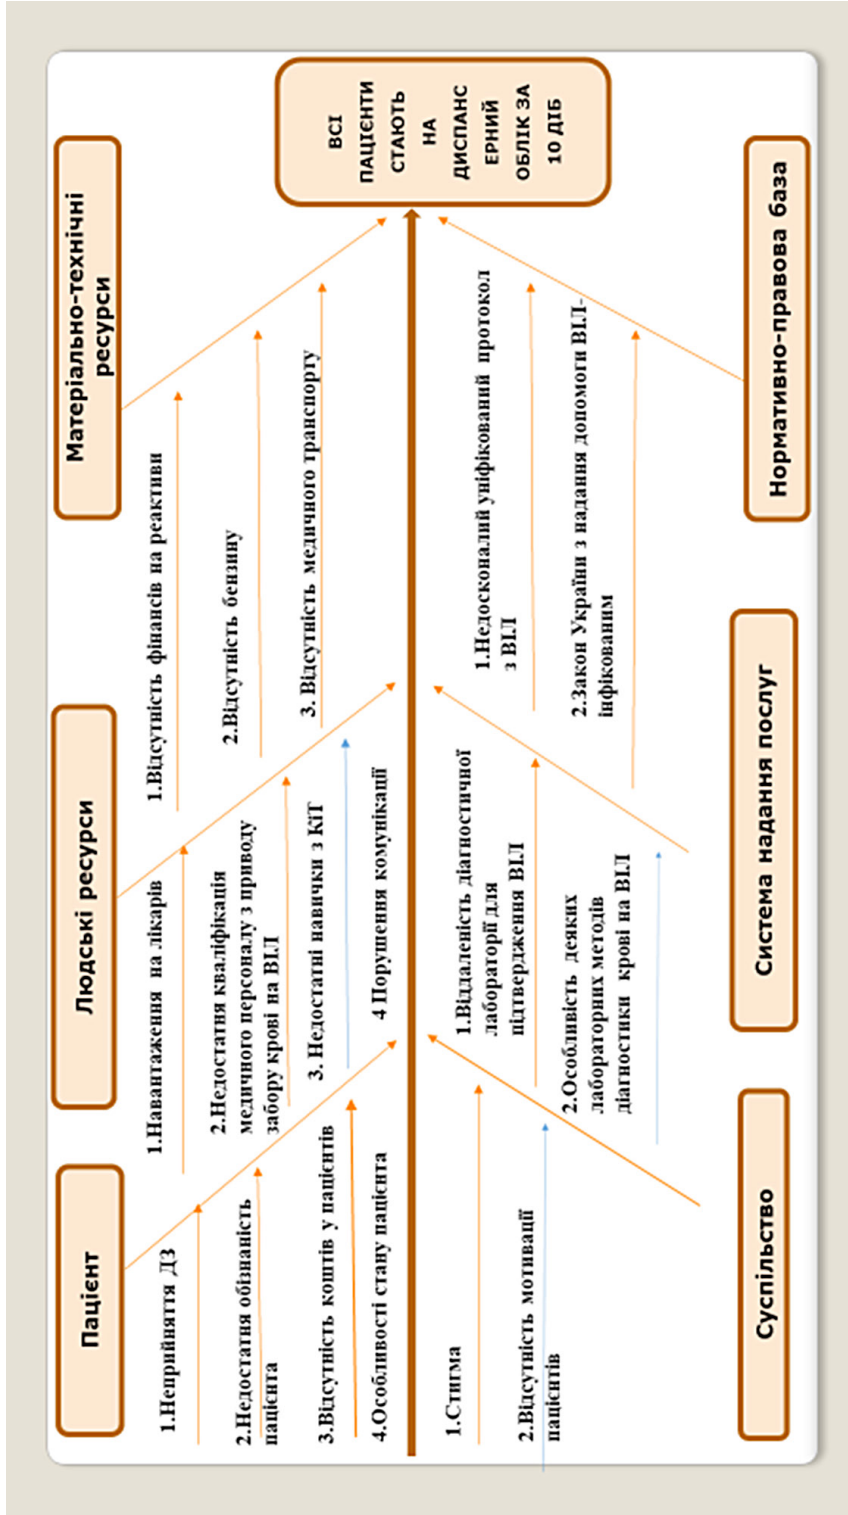 Пацієнт
1.Неприйняття ДЗ
2.Недостатня обізнаність
пацієнта
3.Відсутність коштів у пацієнтів
4.Особливості стану пацієнта
Людські ресурси
1.Навантаження на лікарів
2.Недостатня кваліфікація
медичного персоналу з приводу
забору крові на ВІЛ
3. Недостатні навички з КіТ
4 Порушення комунікації
Матеріально-технічні
ресурси
1.Відсутність фінансів на реактиви
2.Відсутність бензину
3. Відсутність медичного транспорту
ВСІ
ПАЦІЄНТИ
СТАЮТЬ
НА
ДИСПАНС
ЕРНИЙ
ОБЛІК ЗА
10 ДІБ
1.Стигма
2.Відсутність мотивації
пацієнтів
Суспільство
1.Віддаленість діагностичної
лабораторії для
підтвердження ВІЛ
2.Особливість деяких
лабораторних методів
діагностики крові на ВІЛ
Система надання послуг
1.Недосконалий уніфікований протокол
з ВІЛ
2.Закон України з надання допомоги ВІЛ-
інфікованим
Нормативно-правова база